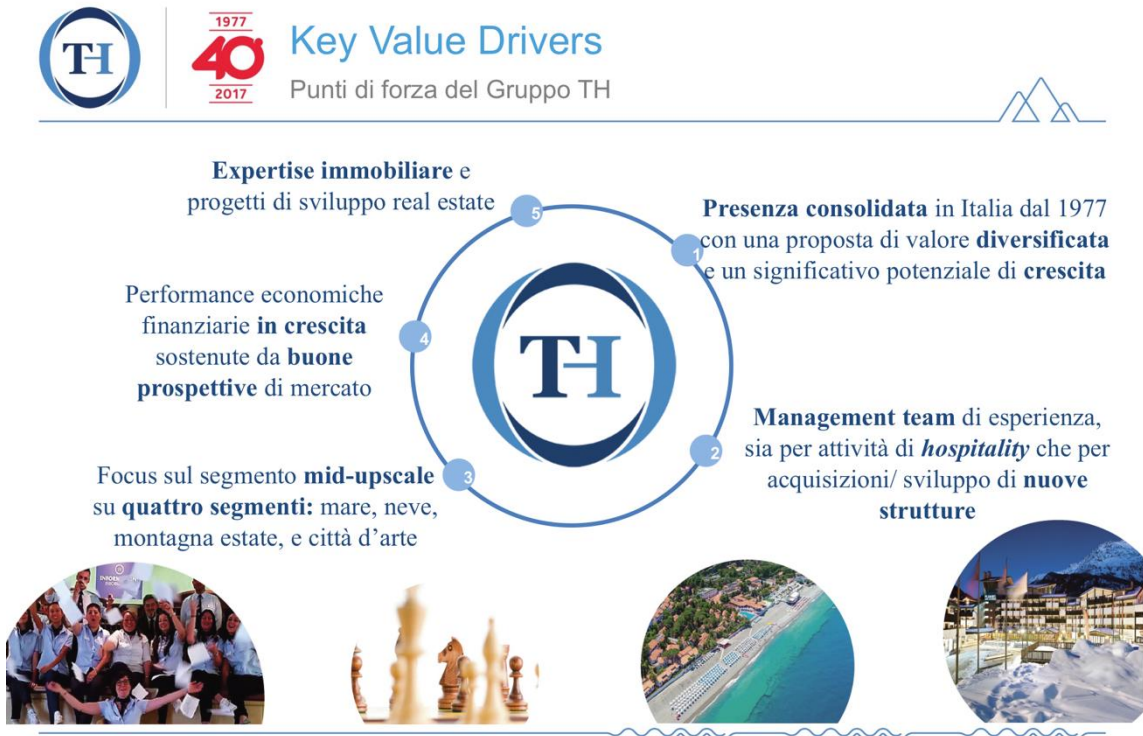 TH
1977
40
2017
Key Value Drivers
Punti di forza del Gruppo TH
Expertise immobiliare e
progetti di sviluppo real estate
5
Presenza consolidata in Italia dal 1977
con una proposta di valore diversificata
e un significativo potenziale di crescita
1
Performance economiche
finanziarie in crescita
sostenute da buone
prospettive di mercato
4
TH
Management team di esperienza,
sia per attività di hospitality che per
acquisizioni/ sviluppo di nuove
strutture
2
Focus sul segmento mid-upscale
su quattro segmenti: mare, neve,
montagna estate, e città d’arte
3